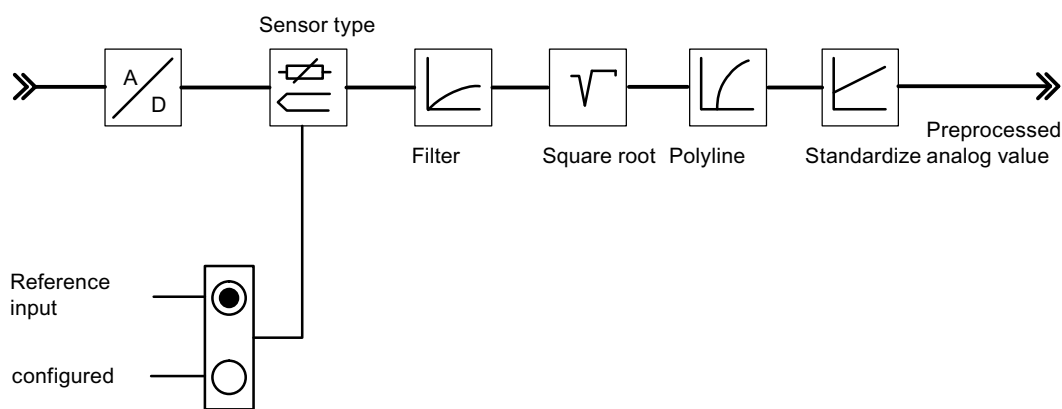 Sensor type
A
D
Filter
Square root
Polyline
Standardize
Preprocessed
analog value
Reference
input
configured